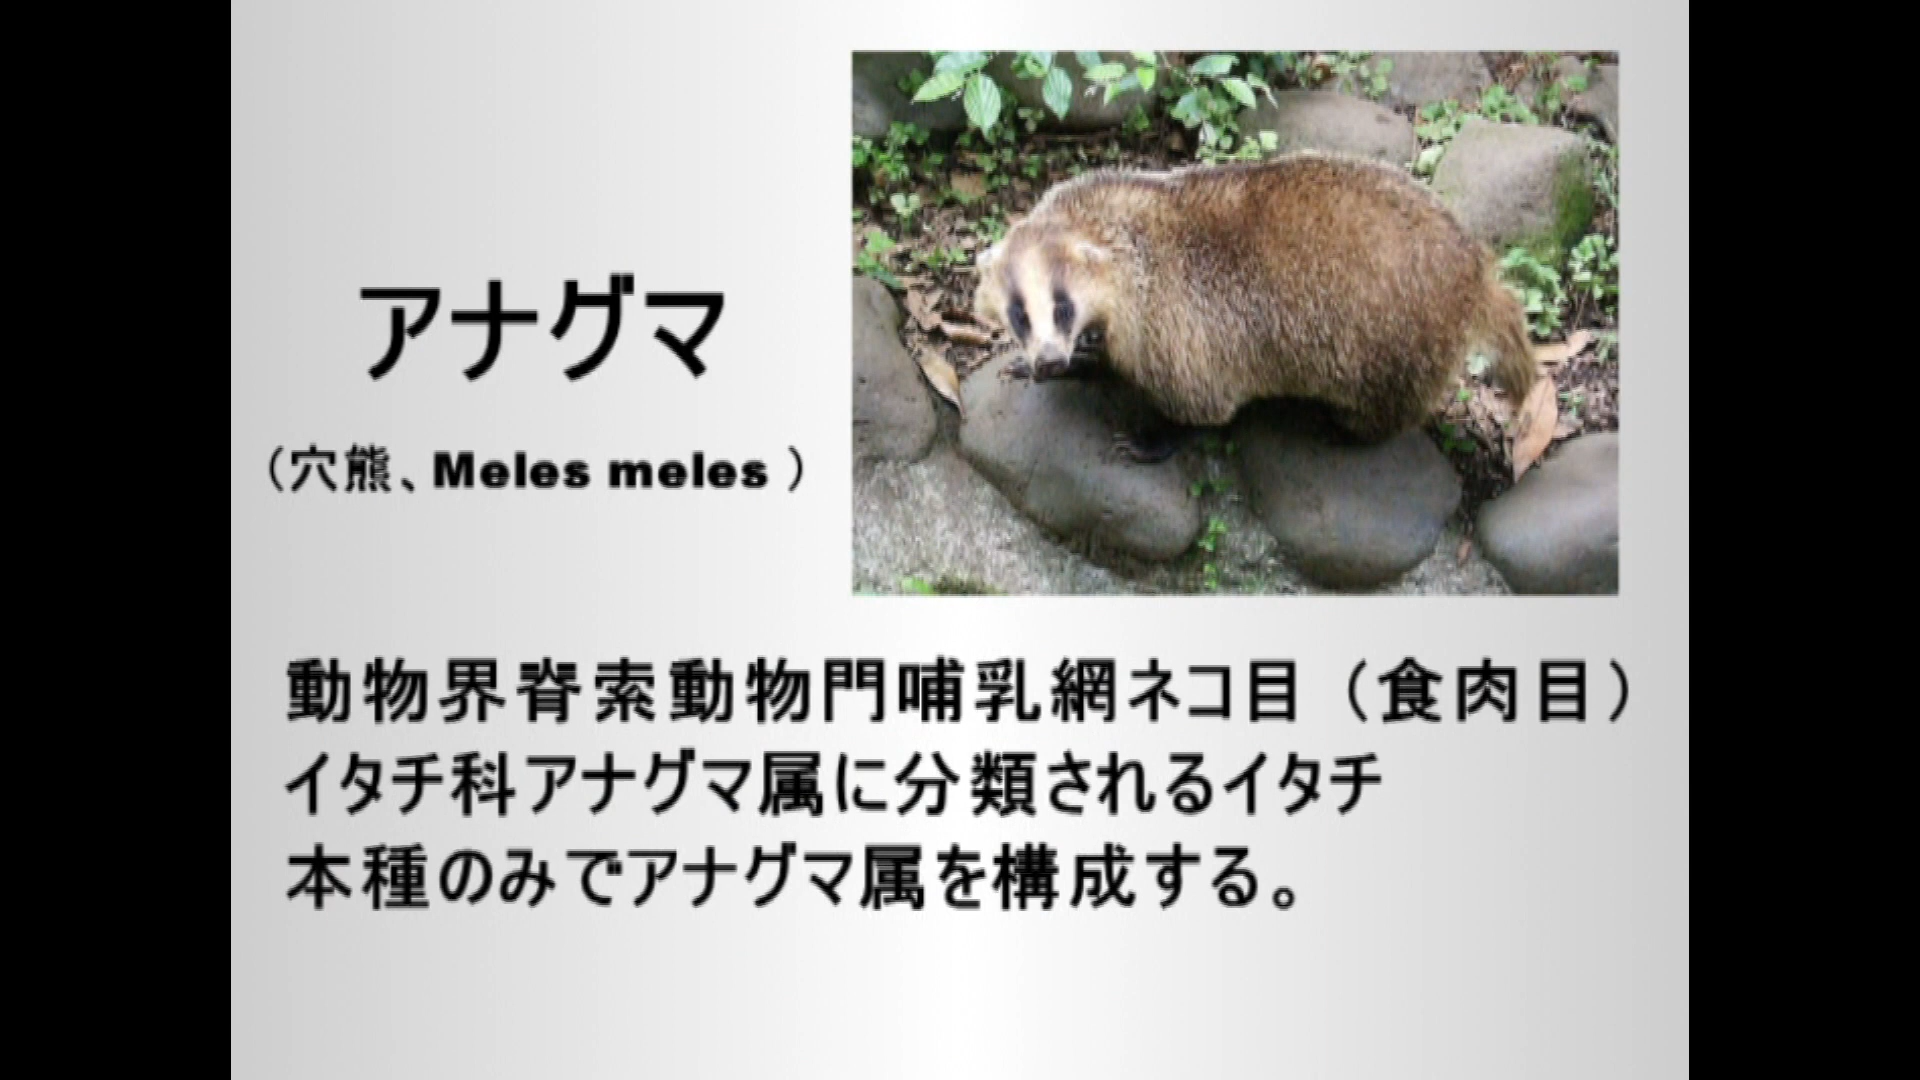 アナグマ
（穴熊、Meles meles ）
動物界脊索動物門哺乳網ネコ目（食肉目）
イタチ科アナグマ属に分類されるイタチ
本種のみでアナグマ属を構成する。